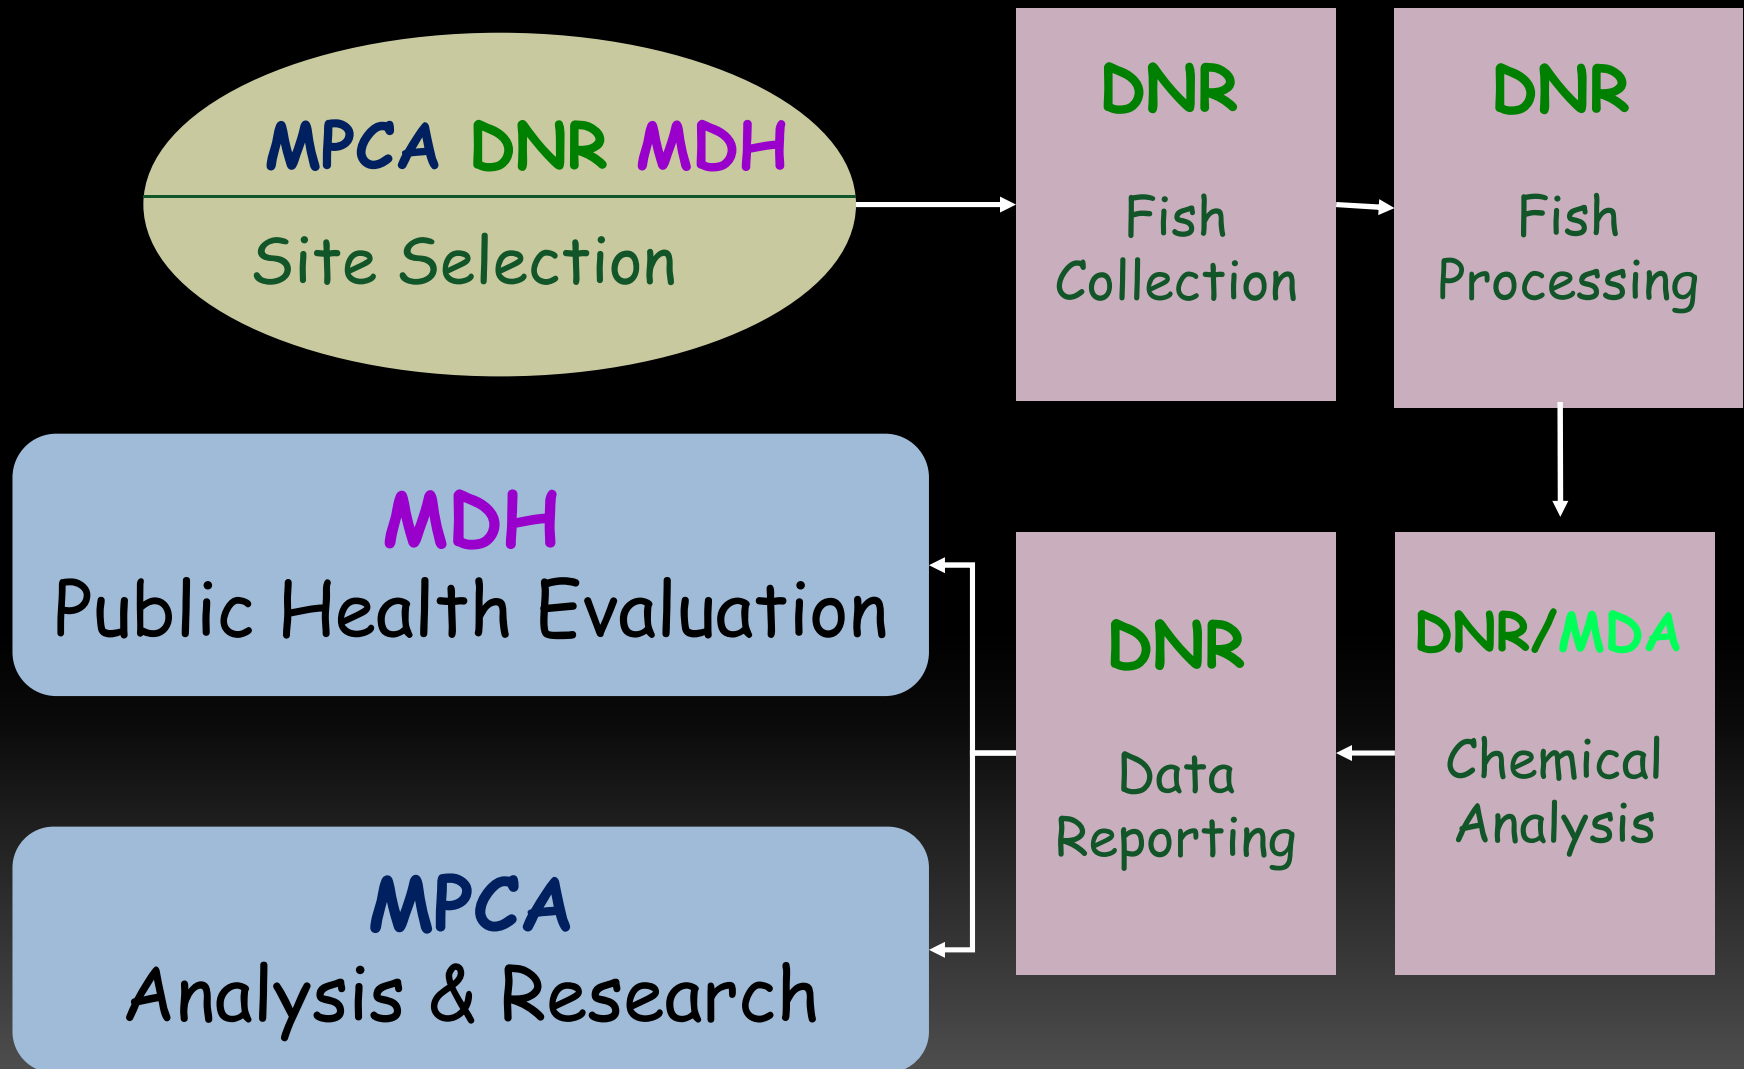 MPCA DNR MDH
Site Selection
DNR
Fish
Collection
DNR
Fish
Processing
DNR/MDA
Chemical
Analysis
DNR
Data
Reporting
MDH
Public Health Evaluation
MPCA
Analysis & Research